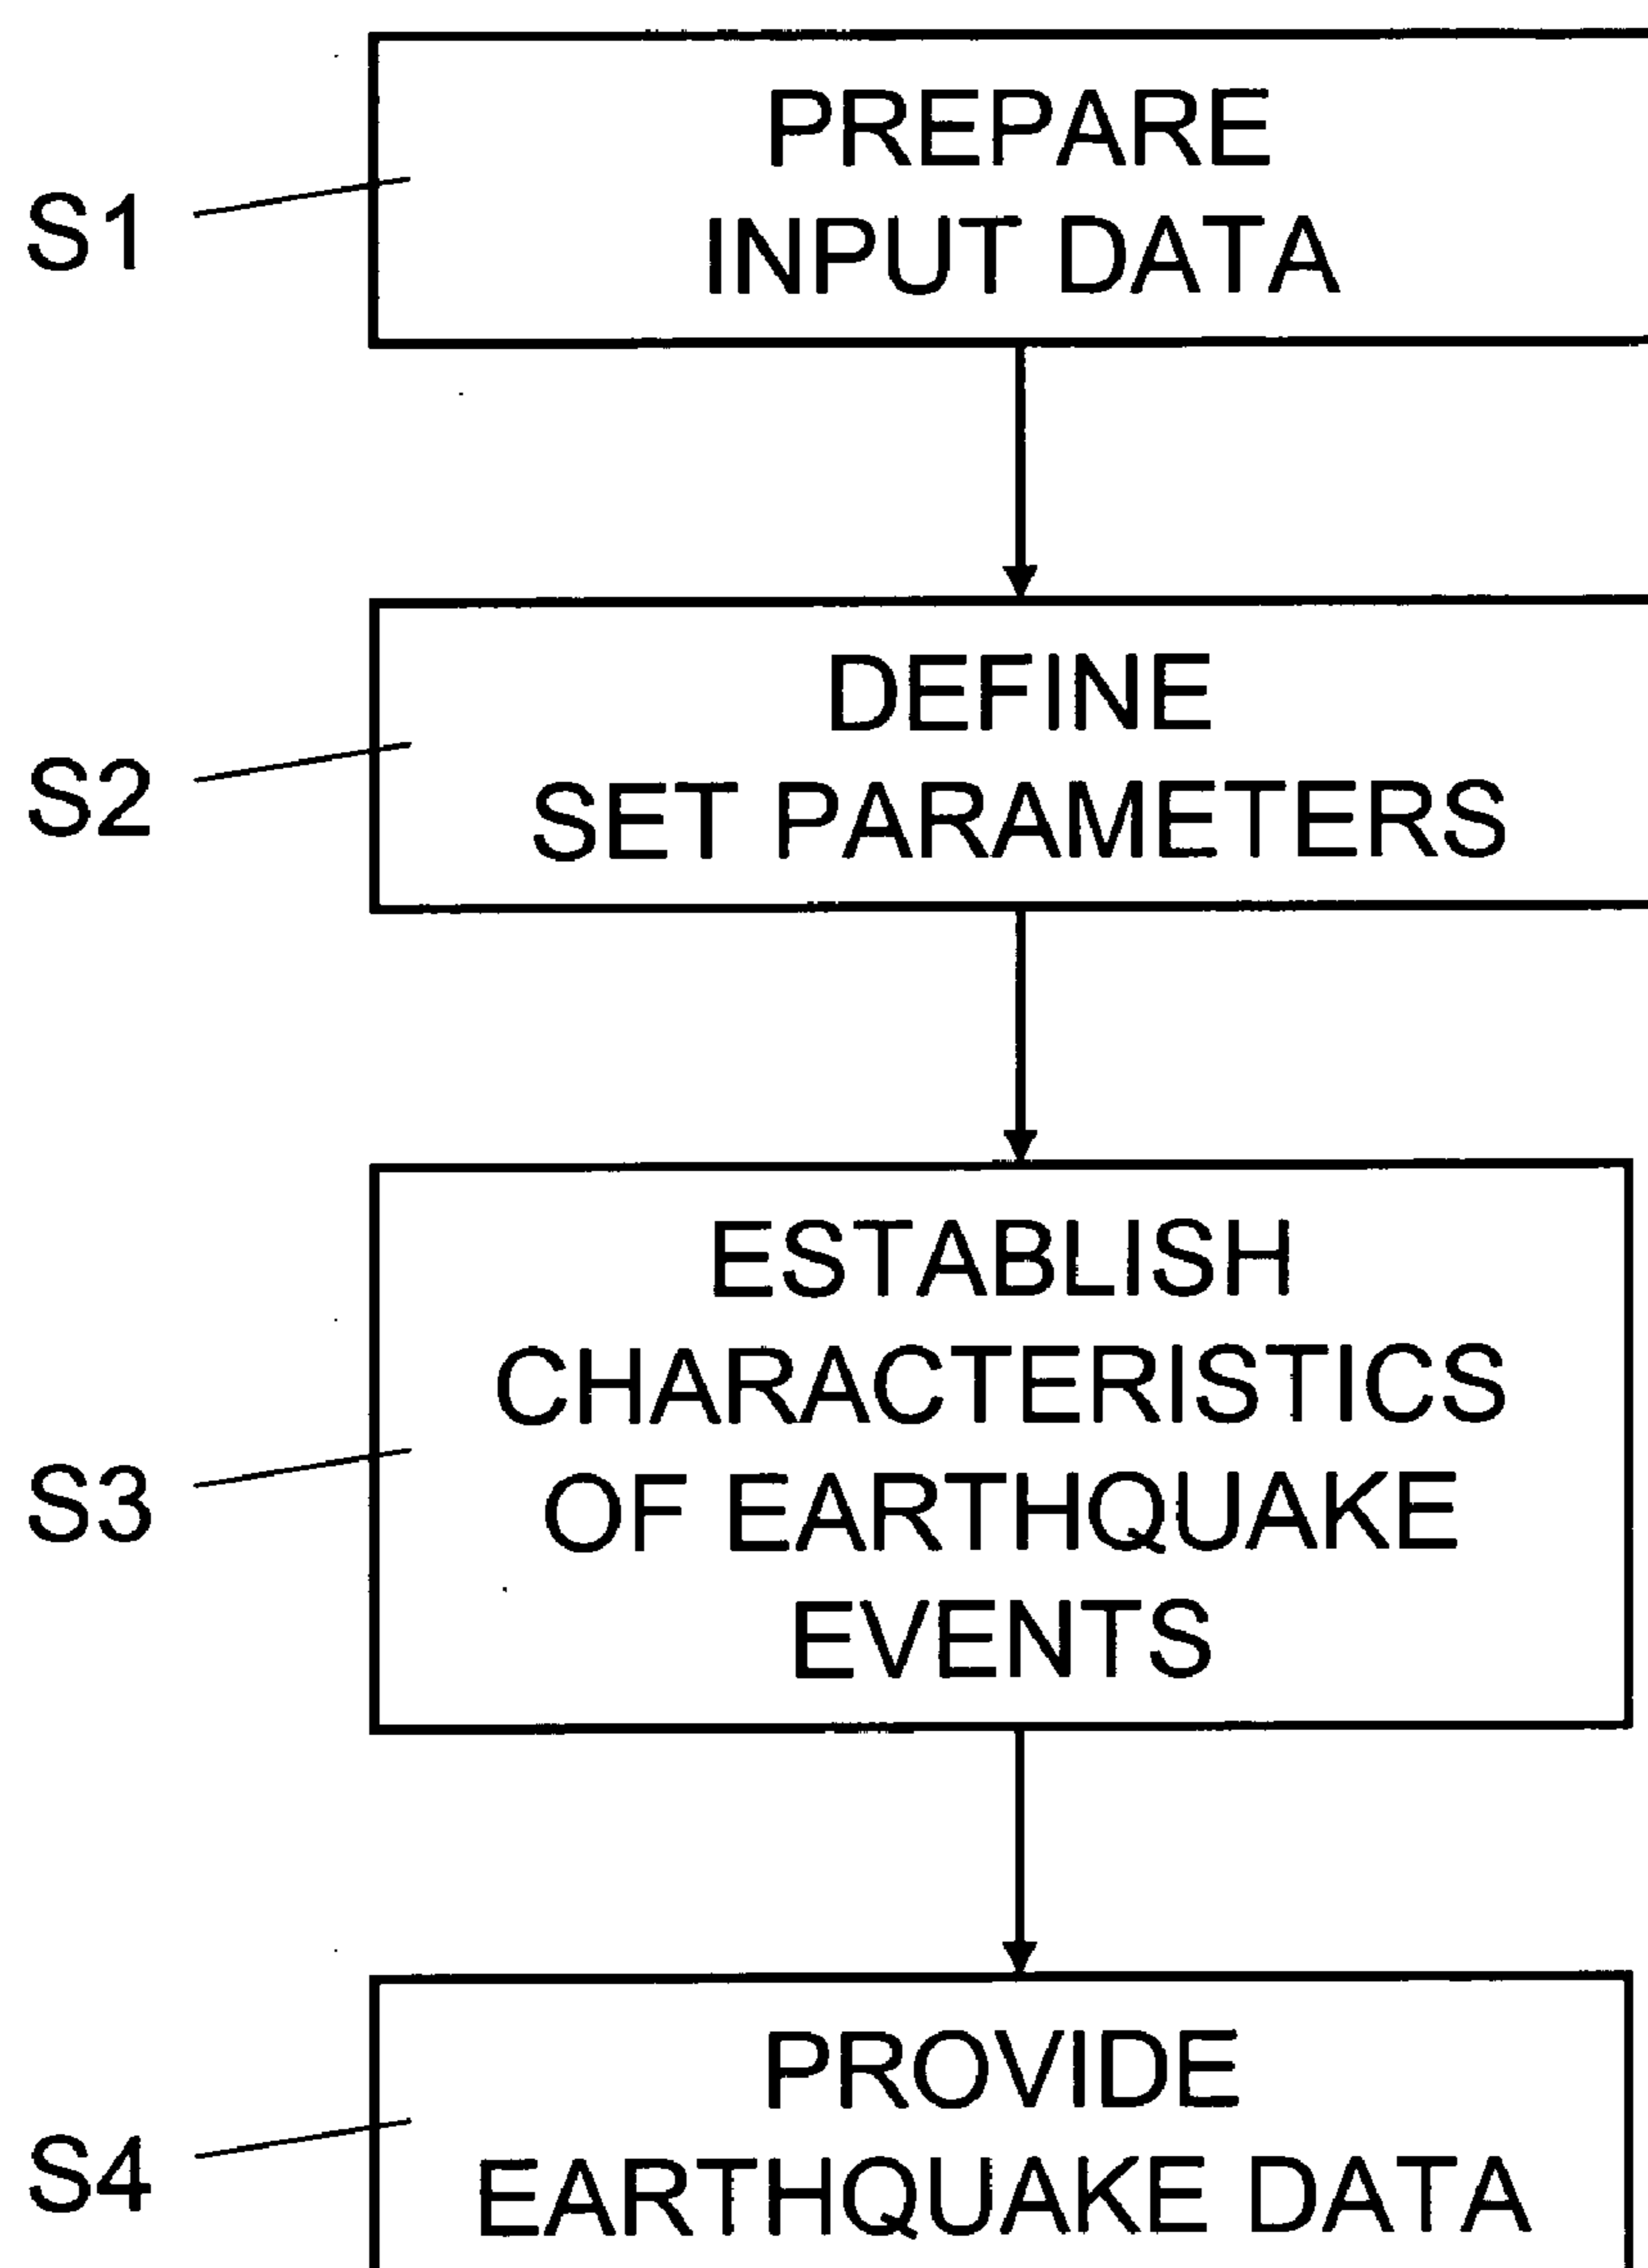 S1
PREPARE
INPUT DATA
S2
DEFINE
SET PARAMETERS
S3
ESTABLISH
CHARACTERISTICS
OF EARTHQUAKE
EVENTS
S4
PROVIDE
EARTHQUAKE DATA